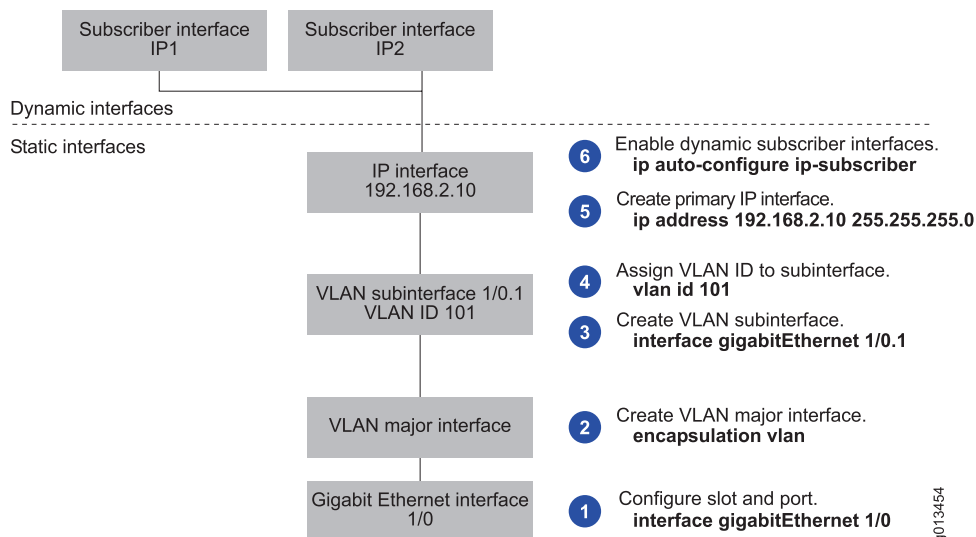 Subscriber interface
IP1
Subscriber interface
IP2
Dynamic interfaces
Static interfaces
IP interface
192.168.2.10
6
Enable dynamic subscriber interfaces.
ip auto-configure ip-subscriber
5
Create primary IP interface.
ip address 192.168.2.10 255.255.255.0
VLAN subinterface 1/0.1
VLAN ID 101
4
Assign VLAN ID to subinterface.
vlan id 101
3
Create VLAN subinterface.
interface gigabitEthernet 1/0.1
VLAN major interface
2
Create VLAN major interface.
encapsulation vlan
Gigabit Ethernet interface
1/0
1
Configure slot and port.
interface gigabitEthernet 1/0
g013454